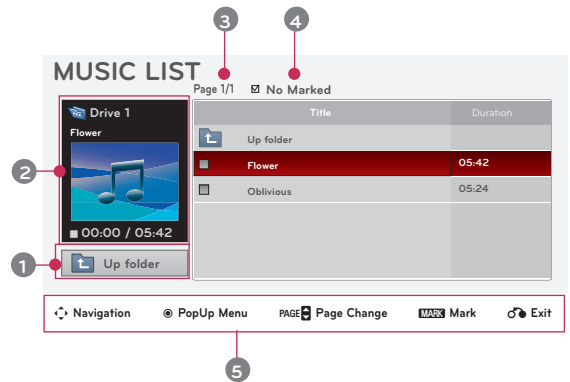 3
4
MUSIC LIST
Page 1/1 No Marked
Drive 1
Flower
00:00 / 05:42
Up folder
Title Duration
Up folder
Flower 05:42
Oblivious 05:24
2
1
Navigation PopUp Menu PAGE Page Change MARK Mark Exit
5